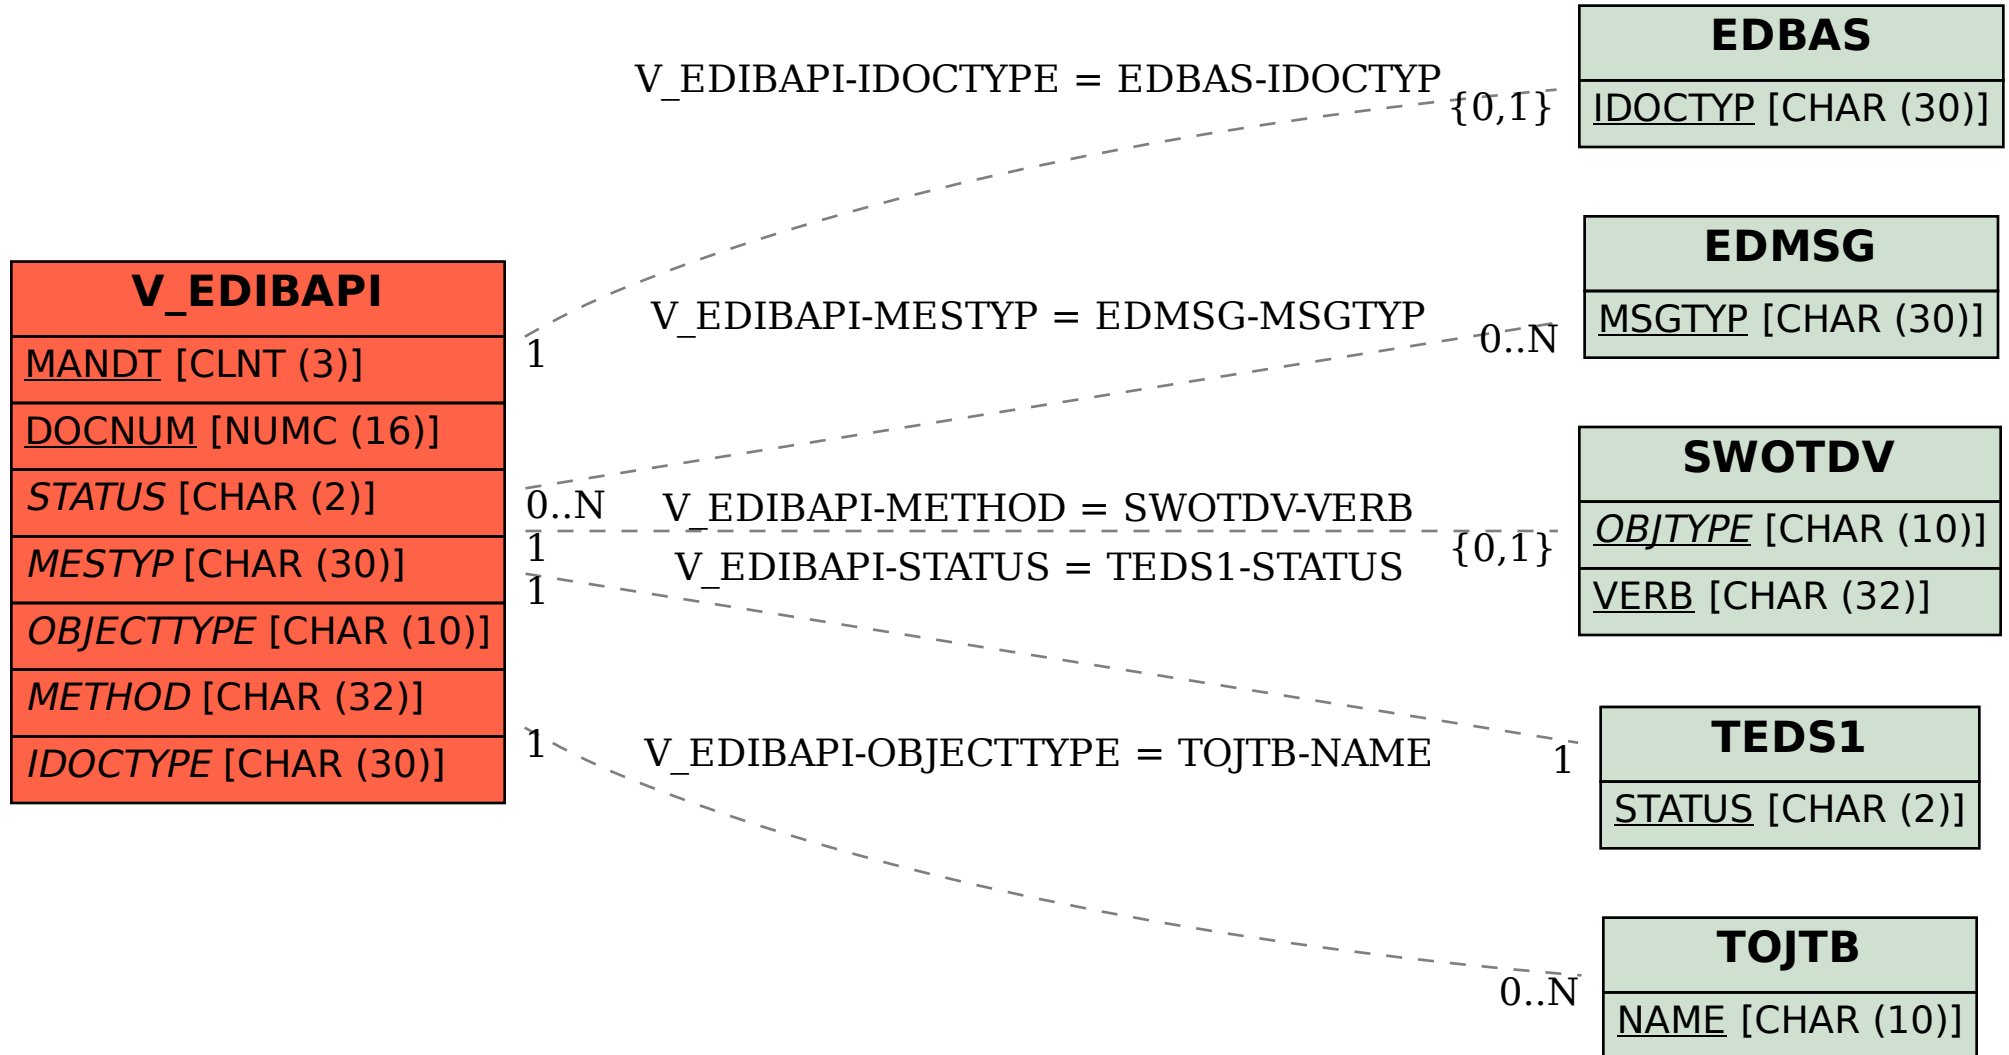 V_EDIBAPI
MANDT [CLNT (3)]
DOCNUM [NUMC (16)]
STATUS [CHAR (2)]
MESTYP [CHAR (30)]
OBJECTTYPE [CHAR (10)]
METHOD [CHAR (32)]
IDOCTYPE [CHAR (30)]
V_EDIBAPI-IDOCTYPE = EDBAS-IDOCTYP
{0,1}
1
V_EDIBAPI-MESTYP = EDMSG-MSGTYP
0..N
0..N
V_EDIBAPI-METHOD = SWOTDV-VERB
{0,1}
1
V_EDIBAPI-STATUS = TEDS1-STATUS
1
1
V_EDIBAPI-OBJECTTYPE = TOJTB-NAME
1
0..N
EDBAS
IDOCTYP [CHAR (30)]
EDMSG
MSGTYP [CHAR (30)]
SWOTDV
OBJTYPE [CHAR (10)]
VERB [CHAR (32)]
TEDS1
STATUS [CHAR (2)]
TOJTB
NAME [CHAR (10)]